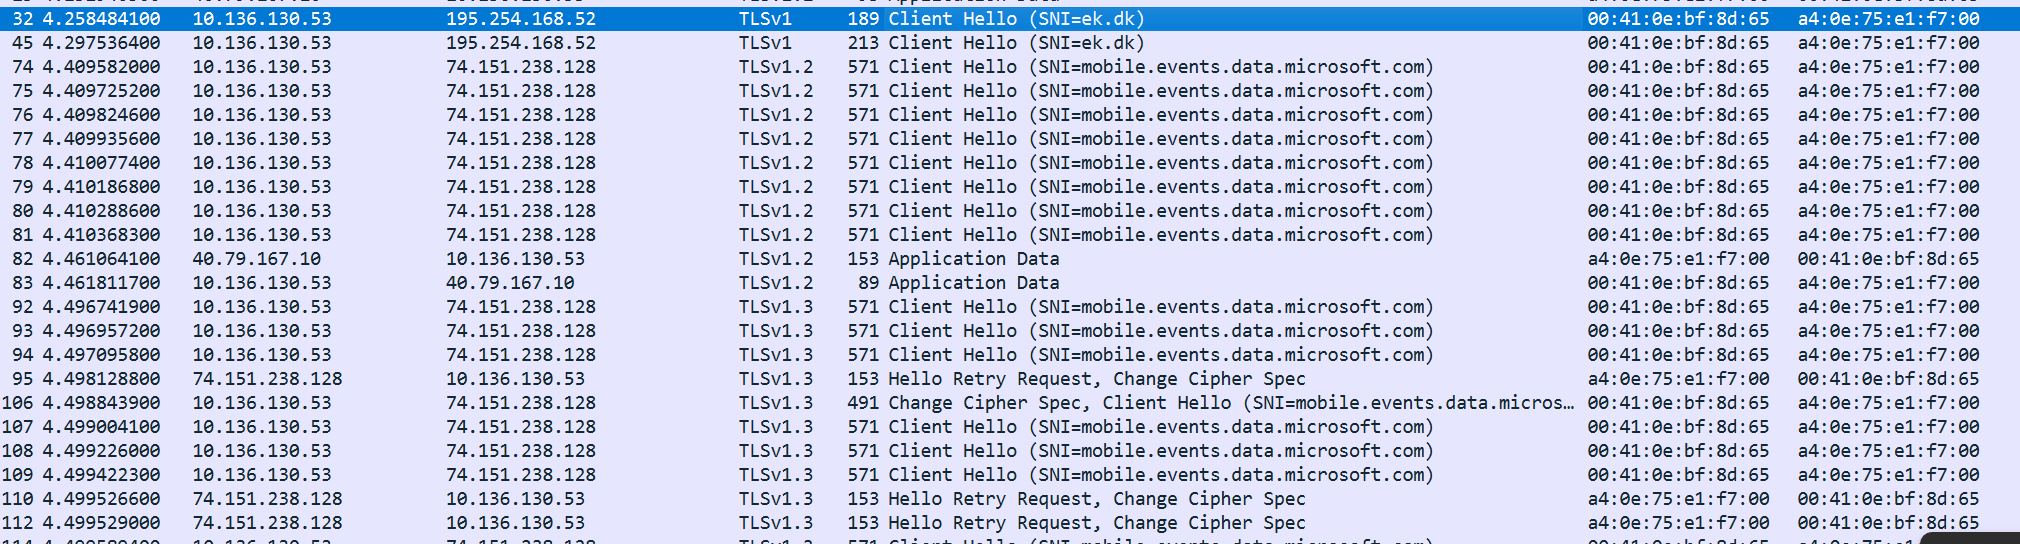 32 4.258484100 10.136.130.53 195.254.168.52 TLSv1 189 Client Hello (SNI=ek.dk) 00:41:0e:bf:8d:65 a4:0e:75:e1:f7:00
45 4.297536400 10.136.130.53 195.254.168.52 TLSv1 213 Client Hello (SNI=ek.dk) 00:41:0e:bf:8d:65 a4:0e:75:e1:f7:00
74 4.409582000 10.136.130.53 74.151.238.128 TLSv1.2 571 Client Hello (SNI=mobile.events.data.microsoft.com) 00:41:0e:bf:8d:65 a4:0e:75:e1:f7:00
75 4.409725200 10.136.130.53 74.151.238.128 TLSv1.2 571 Client Hello (SNI=mobile.events.data.microsoft.com) 00:41:0e:bf:8d:65 a4:0e:75:e1:f7:00
76 4.409824600 10.136.130.53 74.151.238.128 TLSv1.2 571 Client Hello (SNI=mobile.events.data.microsoft.com) 00:41:0e:bf:8d:65 a4:0e:75:e1:f7:00
77 4.409935600 10.136.130.53 74.151.238.128 TLSv1.2 571 Client Hello (SNI=mobile.events.data.microsoft.com) 00:41:0e:bf:8d:65 a4:0e:75:e1:f7:00
78 4.410077400 10.136.130.53 74.151.238.128 TLSv1.2 571 Client Hello (SNI=mobile.events.data.microsoft.com) 00:41:0e:bf:8d:65 a4:0e:75:e1:f7:00
79 4.410186800 10.136.130.53 74.151.238.128 TLSv1.2 571 Client Hello (SNI=mobile.events.data.microsoft.com) 00:41:0e:bf:8d:65 a4:0e:75:e1:f7:00
80 4.410288600 10.136.130.53 74.151.238.128 TLSv1.2 571 Client Hello (SNI=mobile.events.data.microsoft.com) 00:41:0e:bf:8d:65 a4:0e:75:e1:f7:00
81 4.410368300 10.136.130.53 74.151.238.128 TLSv1.2 571 Client Hello (SNI=mobile.events.data.microsoft.com) 00:41:0e:bf:8d:65 a4:0e:75:e1:f7:00
82 4.461064100 40.79.167.10 10.136.130.53 TLSv1.2 153 Application Data a4:0e:75:e1:f7:00 00:41:0e:bf:8d:65
83 4.461811700 10.136.130.53 40.79.167.10 TLSv1.2 89 Application Data 00:41:0e:bf:8d:65 a4:0e:75:e1:f7:00
92 4.496741900 10.136.130.53 74.151.238.128 TLSv1.3 571 Client Hello (SNI=mobile.events.data.microsoft.com) 00:41:0e:bf:8d:65 a4:0e:75:e1:f7:00
93 4.496957200 10.136.130.53 74.151.238.128 TLSv1.3 571 Client Hello (SNI=mobile.events.data.microsoft.com) 00:41:0e:bf:8d:65 a4:0e:75:e1:f7:00
94 4.497095800 10.136.130.53 74.151.238.128 TLSv1.3 571 Client Hello (SNI=mobile.events.data.microsoft.com) 00:41:0e:bf:8d:65 a4:0e:75:e1:f7:00
95 4.498128800 74.151.238.128 10.136.130.53 TLSv1.3 153 Hello Retry Request, Change Cipher Spec a4:0e:75:e1:f7:00 00:41:0e:bf:8d:65
106 4.498843900 10.136.130.53 74.151.238.128 TLSv1.3 491 Change Cipher Spec, Client Hello (SNI=mobile.events.data.micros… 00:41:0e:bf:8d:65 a4:0e:75:e1:f7:00
107 4.499004100 10.136.130.53 74.151.238.128 TLSv1.3 571 Client Hello (SNI=mobile.events.data.microsoft.com) 00:41:0e:bf:8d:65 a4:0e:75:e1:f7:00
108 4.499226000 10.136.130.53 74.151.238.128 TLSv1.3 571 Client Hello (SNI=mobile.events.data.microsoft.com) 00:41:0e:bf:8d:65 a4:0e:75:e1:f7:00
109 4.499422300 10.136.130.53 74.151.238.128 TLSv1.3 571 Client Hello (SNI=mobile.events.data.microsoft.com) 00:41:0e:bf:8d:65 a4:0e:75:e1:f7:00
110 4.499526600 74.151.238.128 10.136.130.53 TLSv1.3 153 Hello Retry Request, Change Cipher Spec a4:0e:75:e1:f7:00 00:41:0e:bf:8d:65
112 4.499529000 74.151.238.128 10.136.130.53 TLSv1.3 153 Hello Retry Request, Change Cipher Spec a4:0e:75:e1:f7:00 00:41:0e:bf:8d:65